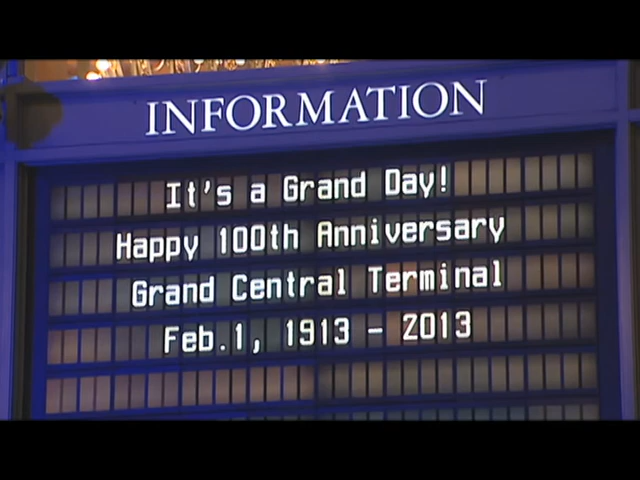 INFORMATION
It's a Grand Day!
Happy 100th Anniversary
Grand Central Terminal
Feb.1, 1913 - 2013